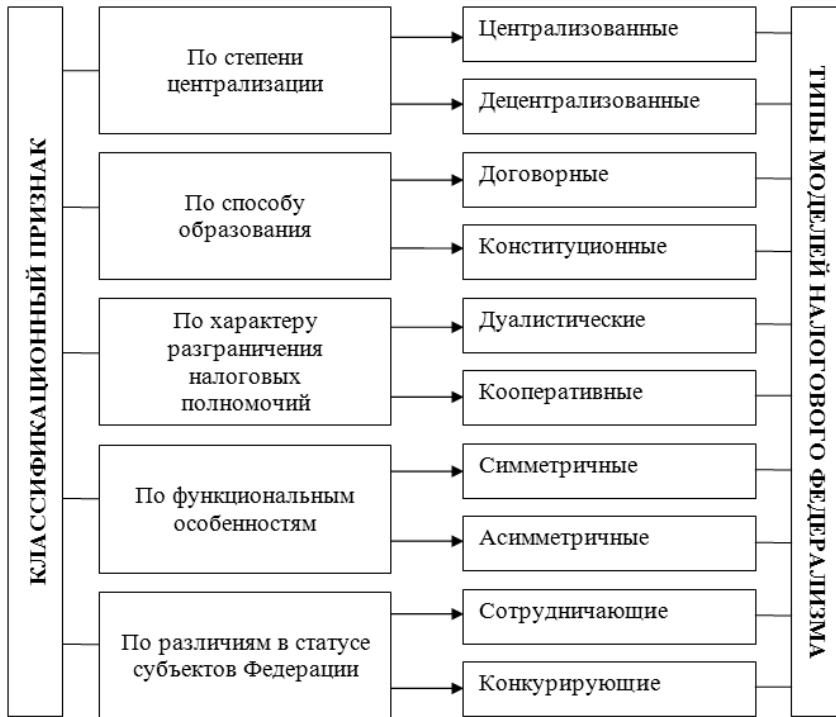 КЛАССИФИКАЦИОННЫЙ ПРИЗНАК
По степени
централизации
Централизованные
Децентрализованные
По способу
образования
Договорные
Конституционные
По характеру
разграничения
налоговых
полномочий
Дуалистические
Кооперативные
По функциональным
особенностям
Симметричные
Асимметричные
По различиям в статусе
субъектов Федерации
Сотрудничающие
Конкурирующие
ТИПЫ МОДЕЛЕЙ НАЛОГОВОГО ФЕДЕРАЛИЗМА